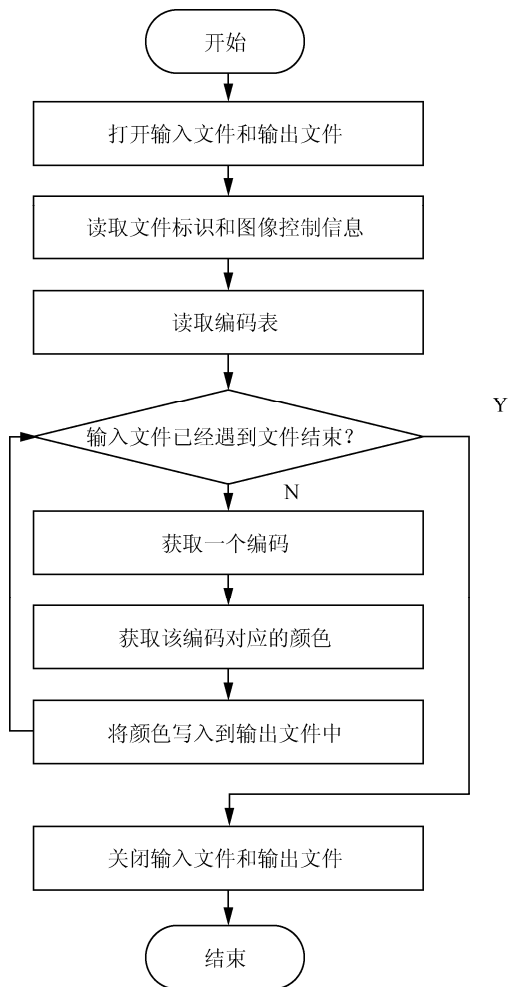 开始
打开输入文件和输出文件
读取文件标识和图像控制信息
读取编码表
Y
输入文件已经遇到文件结束？
N
获取一个编码
获取该编码对应的颜色
将颜色写入到输出文件中
关闭输入文件和输出文件
结束